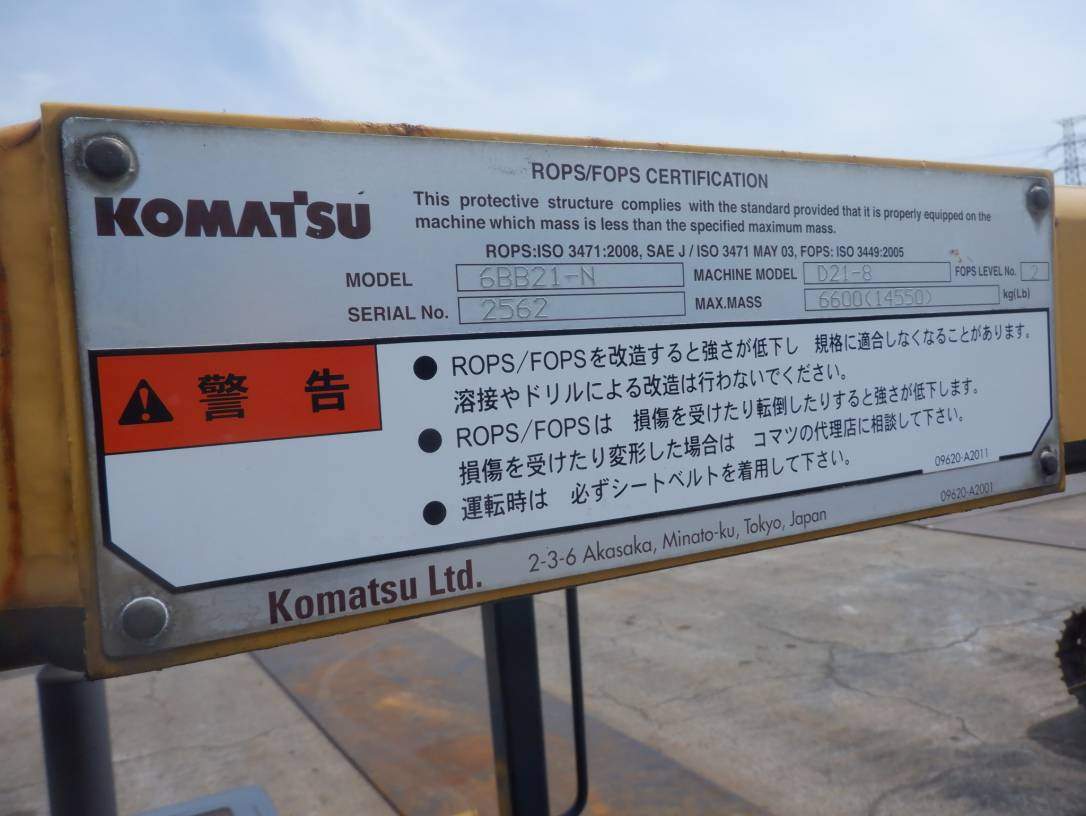 ROPS/FOPS CERTIFICATION
KOMATSU
This protective structure complies with the standard provided that it is properly equipped on the
machine which mass is less than the specified maximum mass.
ROPS:ISO 3471:2008, SAE J / ISO 3471 MAY 03, FOPS: ISO 3449:2005
MODEL 6BB21-N MACHINE MODEL D21-8 FOPS LEVEL No. 2
SERIAL No. 2562 MAX.MASS 6600(14550) kg(Lb)
警告
● ROPS/FOPSを改造すると強さが低下し 規格に適合しなくなることがあります。
溶接やドリルによる改造は行わないでください。
● ROPS/FOPSは 損傷を受けたり転倒したりすると強さが低下します。
損傷を受けたり変形した場合は コマツの代理店に相談して下さい。
● 運転時は 必ずシートベルトを着用して下さい。
09620-A2011
09620-A2001
Komatsu Ltd. 2-3-6 Akasaka, Minato-ku, Tokyo, Japan